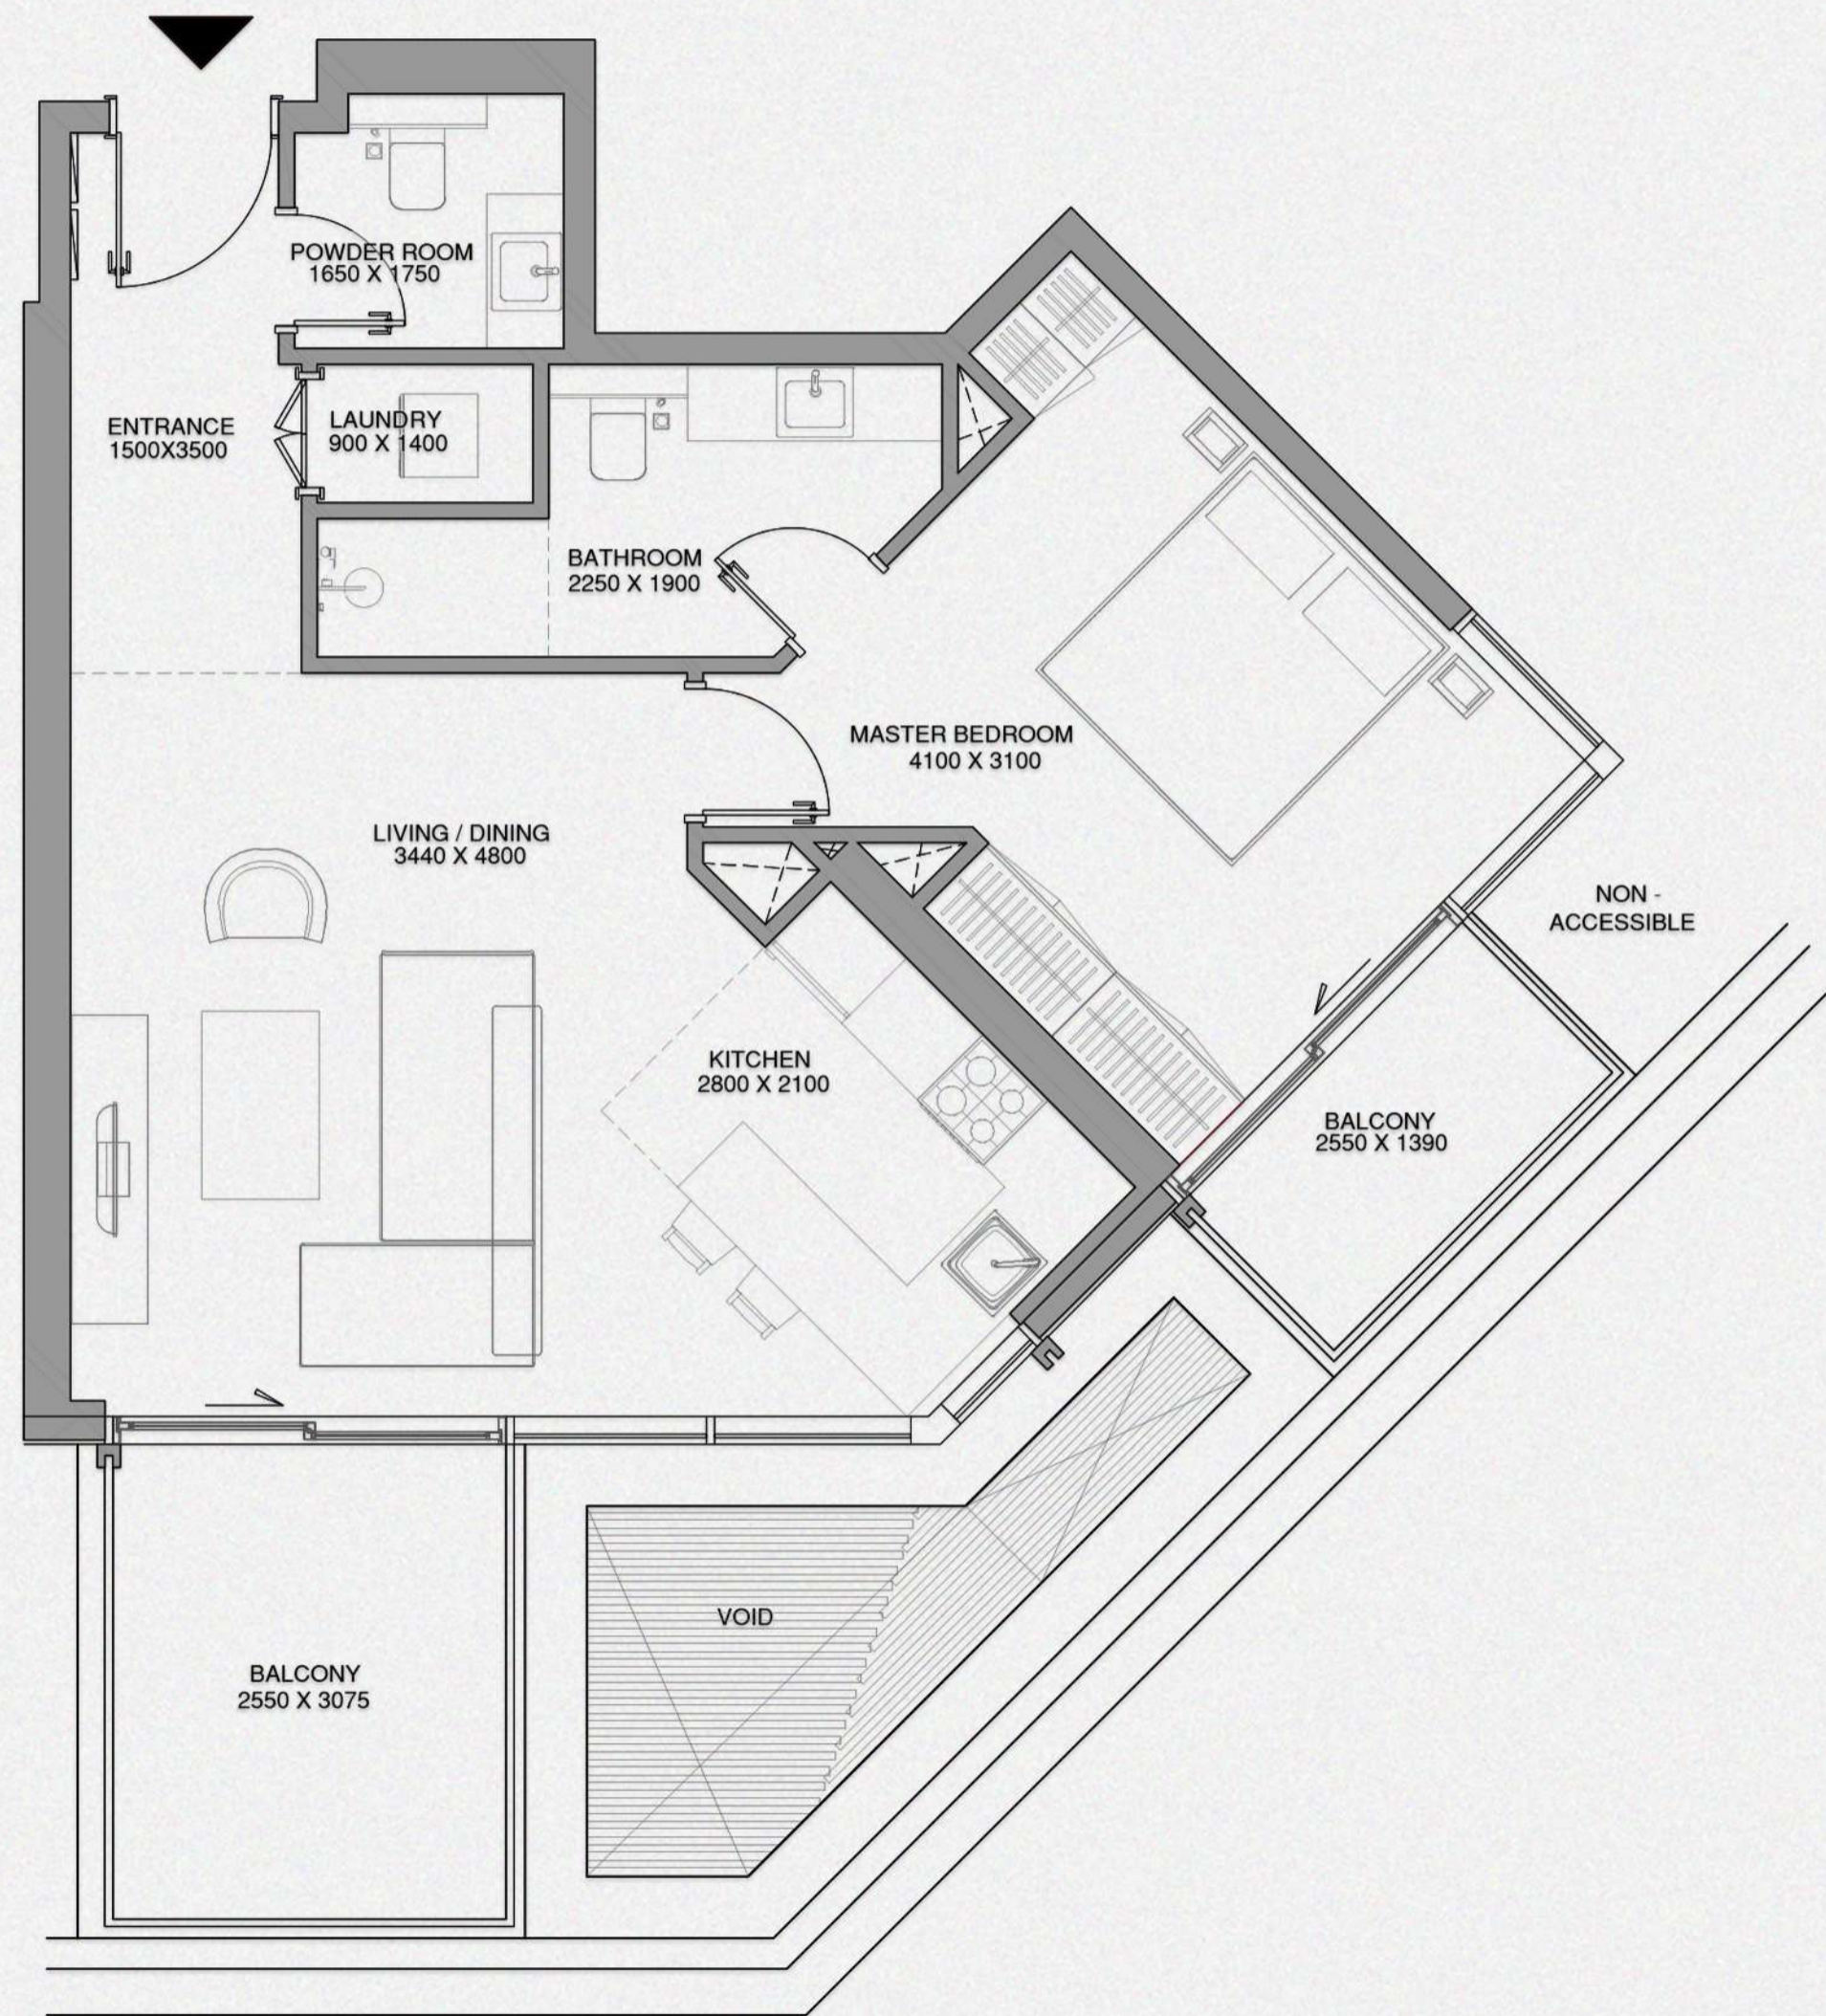 POWDER ROOM
1650 X 1750
ENTRANCE
1500X3500
LAUNDRY
900 X 1400
BATHROOM
2250 X 1900
MASTER BEDROOM
4100 X 3100
LIVING / DINING
3440 X 4800
NON -
ACCESSIBLE
KITCHEN
2800 X 2100
BALCONY
2550 X 1390
VOID
BALCONY
2550 X 3075